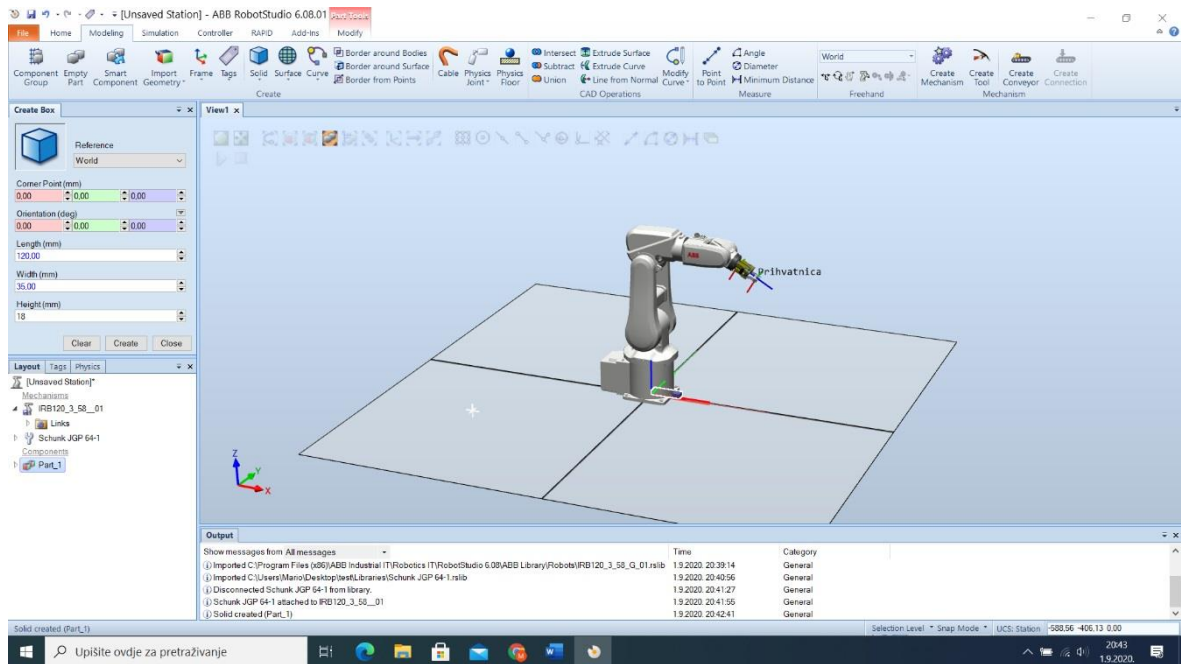 [Unsaved Station] - ABB RobotStudio 6.08.01
Part Tools
File Home Modeling Simulation Controller RAPID Add-Ins Modify
Component Group
Empty Part
Smart Component
Import Geometry
Frame
Tags
Solid
Surface
Curve
Border around Bodies
Border around Surface
Border from Points
Create
Cable
Physics Joint
Physics Floor
Intersect
Subtract
Union
Extrude Surface
Extrude Curve
Line from Normal
Modify Curve
CAD Operations
Point to Point
Angle
Diameter
Minimum Distance
Measure
World
Freehand
Create Mechanism
Create Tool
Create Conveyor
Create Connection
Mechanism
Create Box
Reference
World
Corner Point (mm)
0,00 0,00 0,00
Orientation (deg)
0,00 0,00 0,00
Length (mm)
120,00
Width (mm)
35,00
Height (mm)
18
Clear Create Close
Layout Tags Physics
[Unsaved Station]*
Mechanisms
IRB120_3_58__01
Links
Schunk JGP 64-1
Components
Part_1
View1
ABB
Prihvatnica
Z
Y
X
Output
Show messages from All messages Time Category
Imported C:\Program Files (x86)\ABB Industrial IT\Robotics IT\RobotStudio 6.08\ABB Library\Robots\IRB120_3_58_G_01.rslib 1.9.2020. 20:39:14 General
Imported C:\Users\Mario\Desktop\test\Libraries\Schunk JGP 64-1.rslib 1.9.2020. 20:40:56 General
Disconnected Schunk JGP 64-1 from library. 1.9.2020. 20:41:27 General
Schunk JGP 64-1 attached to IRB120_3_58__01 1.9.2020. 20:41:55 General
Solid created (Part_1) 1.9.2020. 20:42:41 General
Solid created (Part_1)
Selection Level Snap Mode UCS: Station -588,56 -406,13 0,00
Upišite ovdje za pretraživanje
20:43
1.9.2020.